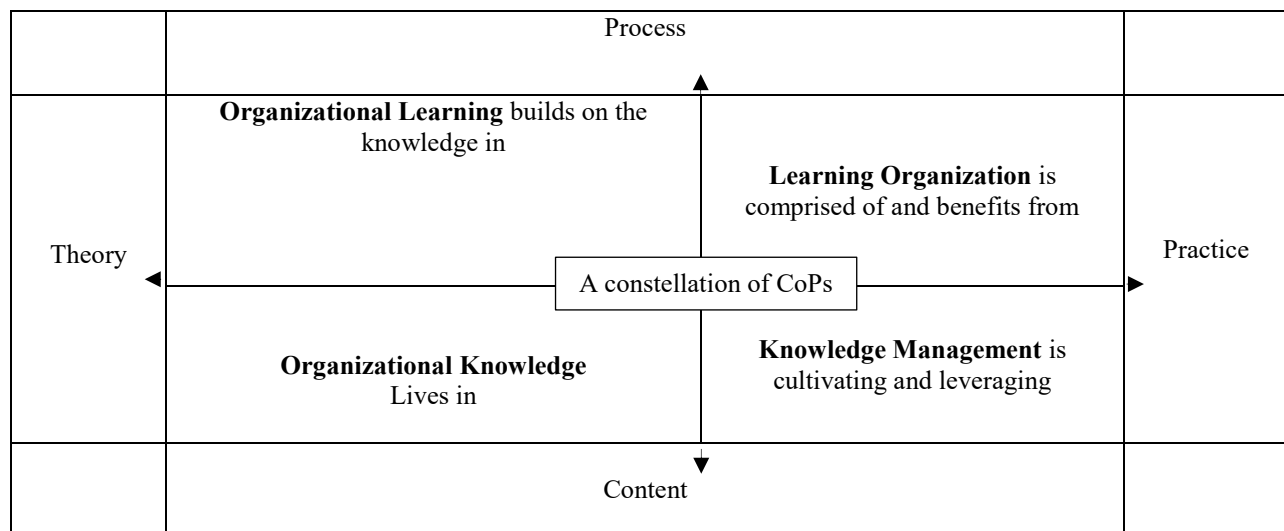 Process
Organizational Learning builds on the
knowledge in
Learning Organization is
comprised of and benefits from
Theory
Practice
A constellation of CoPs
Organizational Knowledge
Lives in
Knowledge Management is
cultivating and leveraging
Content